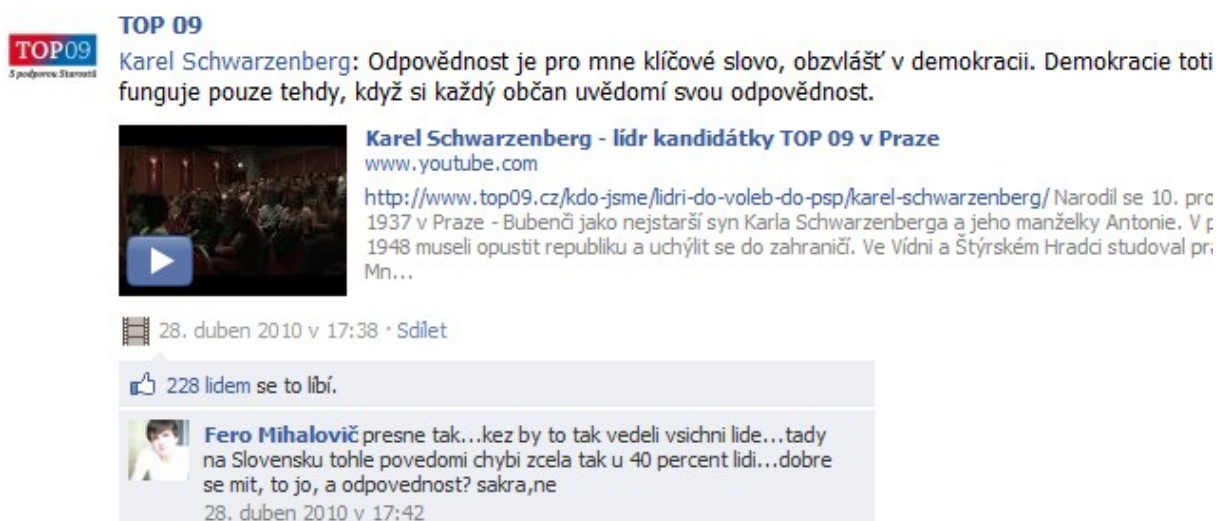 TOP 09
TOP09
S podporou Starostů
Karel Schwarzenberg: Odpovědnost je pro mne klíčové slovo, obzvlášť v demokracii. Demokracie toti
funguje pouze tehdy, když si každý občan uvědomí svou odpovědnost.
Karel Schwarzenberg - lídr kandidátky TOP 09 v Praze
www.youtube.com
http://www.top09.cz/kdo-jsme/lidri-do-voleb-do-psp/karel-schwarzenberg/ Narodil se 10. pro
1937 v Praze - Bubenči jako nejstarší syn Karla Schwarzenberga a jeho manželky Antonie. V p
1948 museli opustit republiku a uchýlit se do zahraničí. Ve Vídni a Štýrském Hradci studoval prá
Mn...
28. duben 2010 v 17:38 · Sdílet
228 lidem se to líbí.
Fero Mihalovič presne tak...kez by to tak vedeli vsichni lide...tady
na Slovensku tohle povedomi chybi zcela tak u 40 percent lidi...dobre
se mit, to jo, a odpovednost? sakra,ne
28. duben 2010 v 17:42